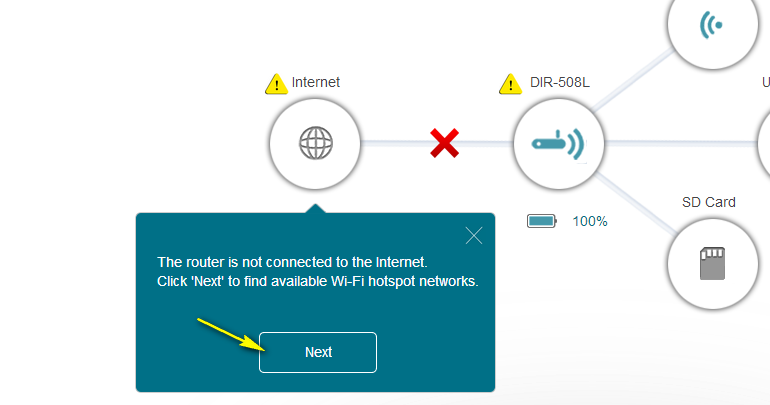 Internet
DIR-508L
U
100%
SD Card
The router is not connected to the Internet.
Click 'Next' to find available Wi-Fi hotspot networks.
Next